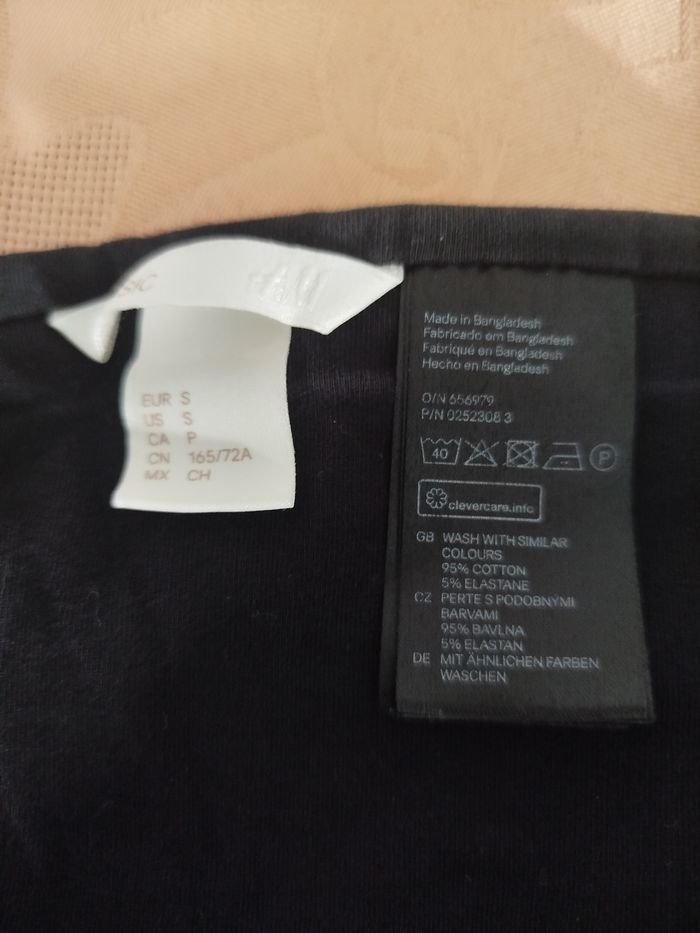 H&M
EUR S
US S
CA P
CN 165/72A
MX CH
Made in Bangladesh
Fabricado em Bangladesh
Fabriqué en Bangladesh
Hecho en Bangladesh
O/N 656979
P/N 0252308 3
40
P
clevercare.info
GB WASH WITH SIMILAR
COLOURS
95% COTTON
5% ELASTANE
CZ PERTE S PODOBNÝMI
BARVAMI
95% BAVLNA
5% ELASTAN
DE MIT ÄHNLICHEN FARBEN
WASCHEN